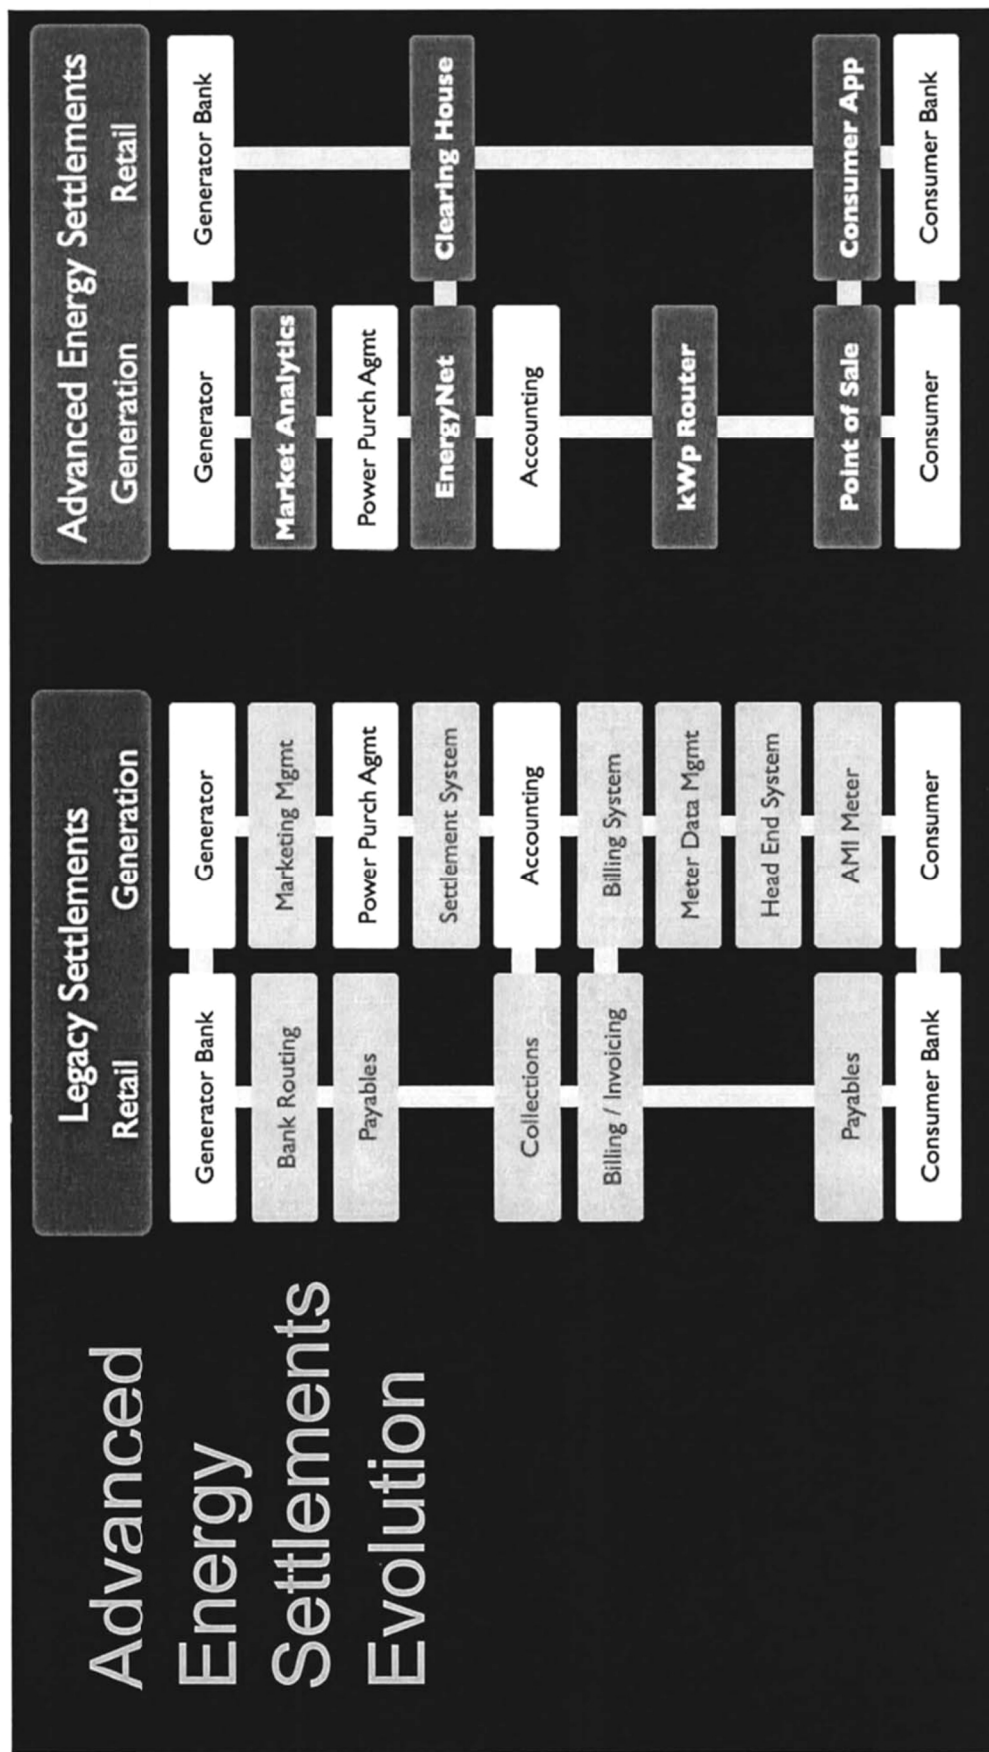 Advanced
Energy
Settlements
Evolution
Legacy Settlements
Retail Generation
Generator Bank
Bank Routing
Payables
Collections
Billing / Invoicing
Payables
Consumer Bank
Generator
Marketing Mgmt
Power Purch Agmt
Settlement System
Accounting
Billing System
Meter Data Mgmt
Head End System
AMI Meter
Consumer
Advanced Energy Settlements
Generation Retail
Generator
Market Analytics
Power Purch Agmt
EnergyNet
Accounting
kWp Router
Point of Sale
Consumer
Generator Bank
Clearing House
Consumer App
Consumer Bank